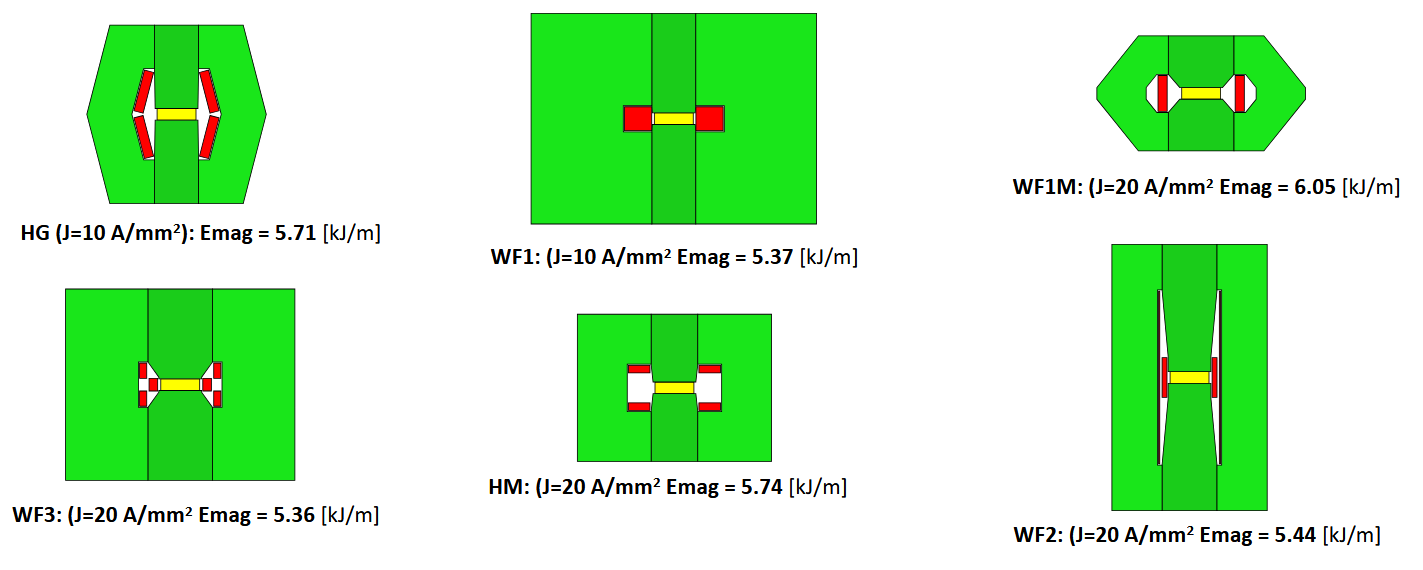 HG (J=10 A/mm²): Emag = 5.71 [kJ/m]
WF1: (J=10 A/mm² Emag = 5.37 [kJ/m]
WF1M: (J=20 A/mm² Emag = 6.05 [kJ/m]
WF3: (J=20 A/mm² Emag = 5.36 [kJ/m]
HM: (J=20 A/mm² Emag = 5.74 [kJ/m]
WF2: (J=20 A/mm² Emag = 5.44 [kJ/m]